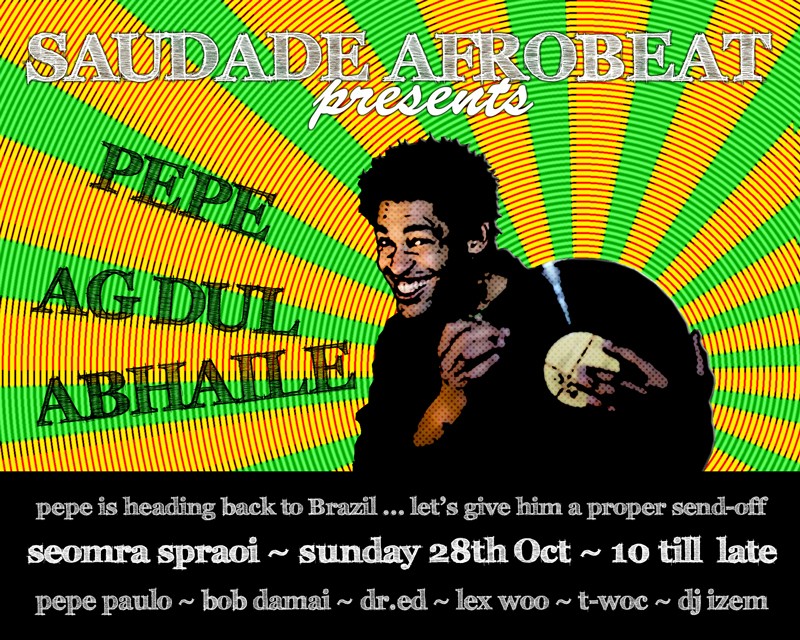 SAUDADE AFROBEAT
presents
PEPE
AG DUL
ABHAILE
pepe is heading back to Brazil ... let's give him a proper send-off
seomra spraoi ~ sunday 28th Oct ~ 10 till late
pepe paulo ~ bob damai ~ dr.ed ~ lex woo ~ t-woc ~ dj izem